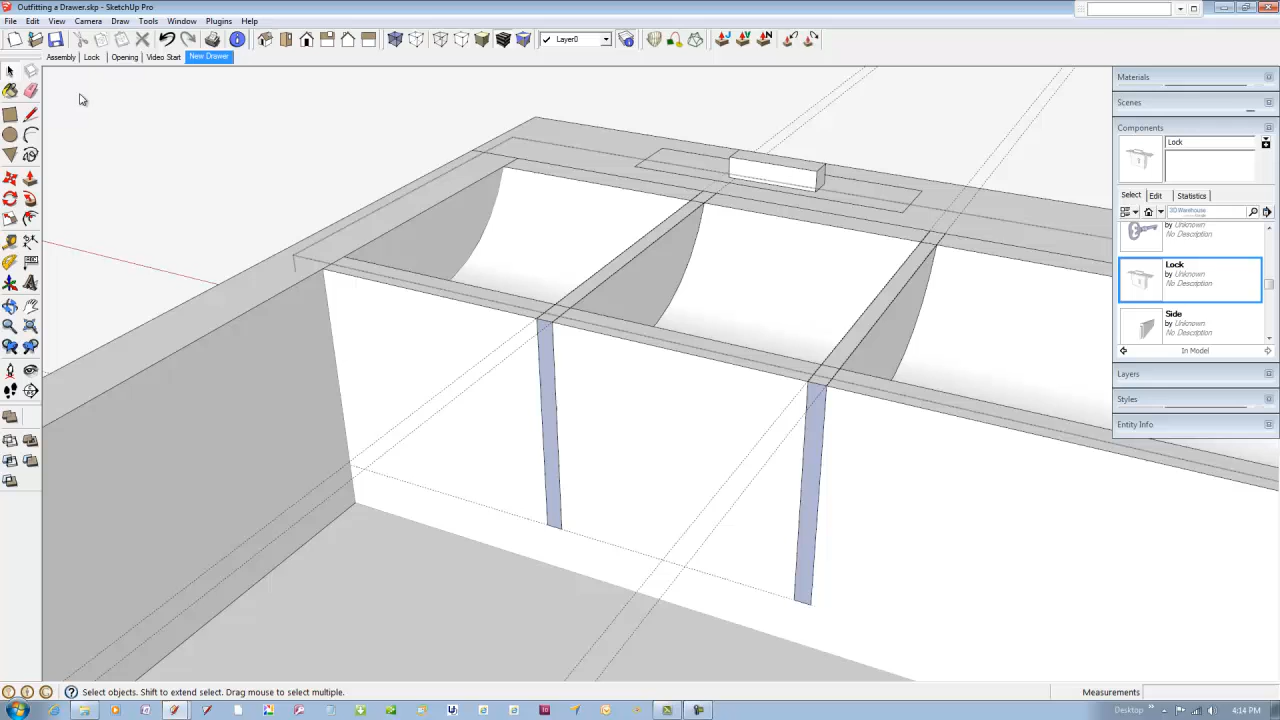 Outfitting a Drawer.skp - SketchUp Pro
File Edit View Camera Draw Tools Window Plugins Help
Layer0
Assembly Lock Opening Video Start New Drawer
Materials
Scenes
Components
Lock
Select Edit Statistics
3D Warehouse
by Unknown
No Description
Lock
by Unknown
No Description
Side
by Unknown
No Description
In Model
Layers
Styles
Entity Info
Select objects. Shift to extend select. Drag mouse to select multiple.
Measurements
Desktop
4:14 PM